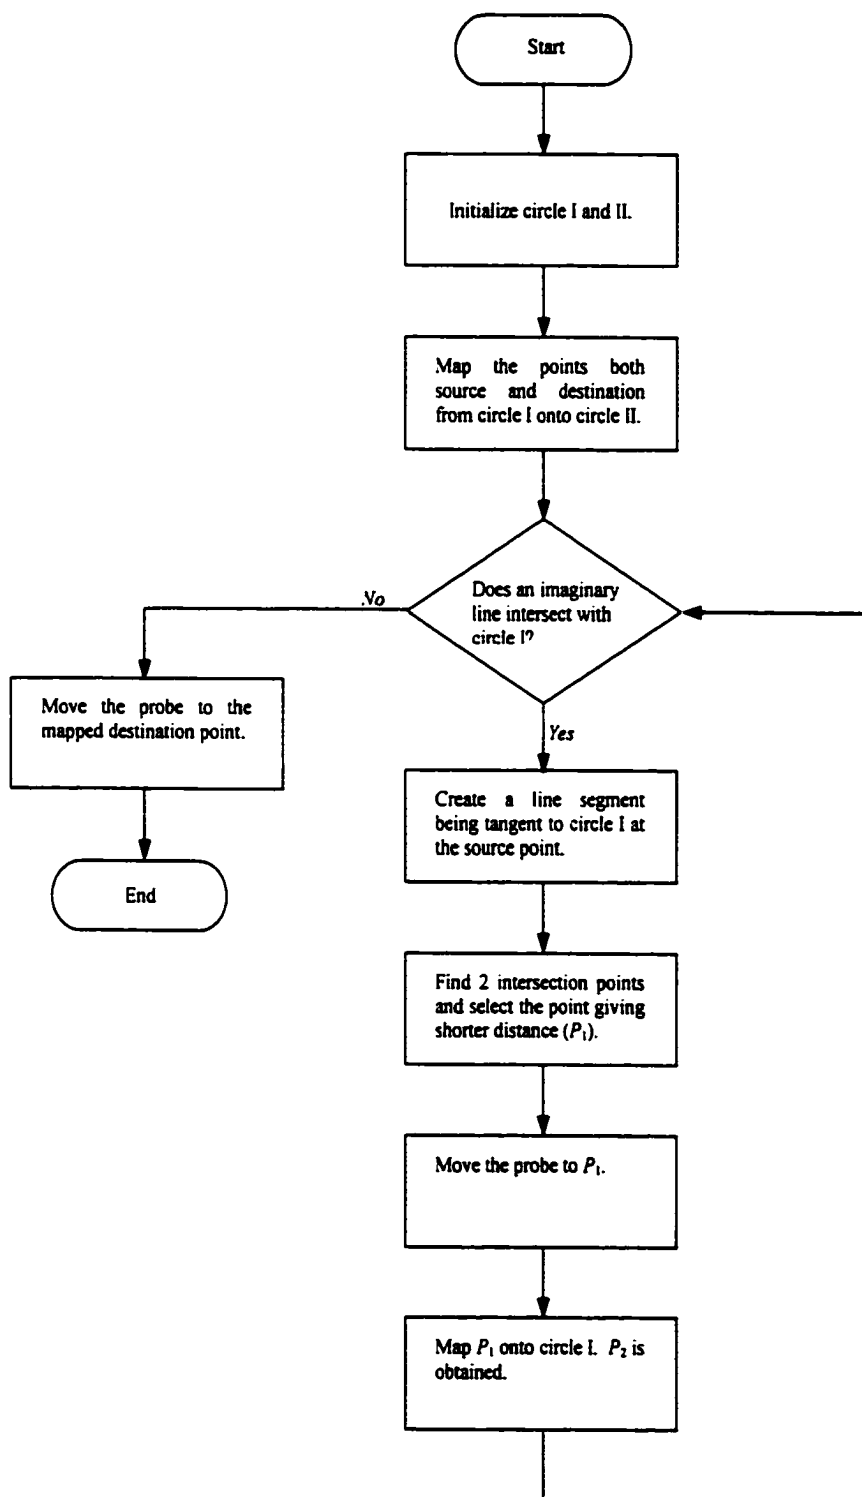 Start
Initialize circle I and II.
Map the points both
source and destination
from circle I onto circle II.
Does an imaginary
line intersect with
circle I?
No
Move the probe to the
mapped destination point.
Yes
Create a line segment
being tangent to circle I at
the source point.
End
Find 2 intersection points
and select the point giving
shorter distance (P₁).
Move the probe to P₁.
Map P₁ onto circle I. P₂ is
obtained.